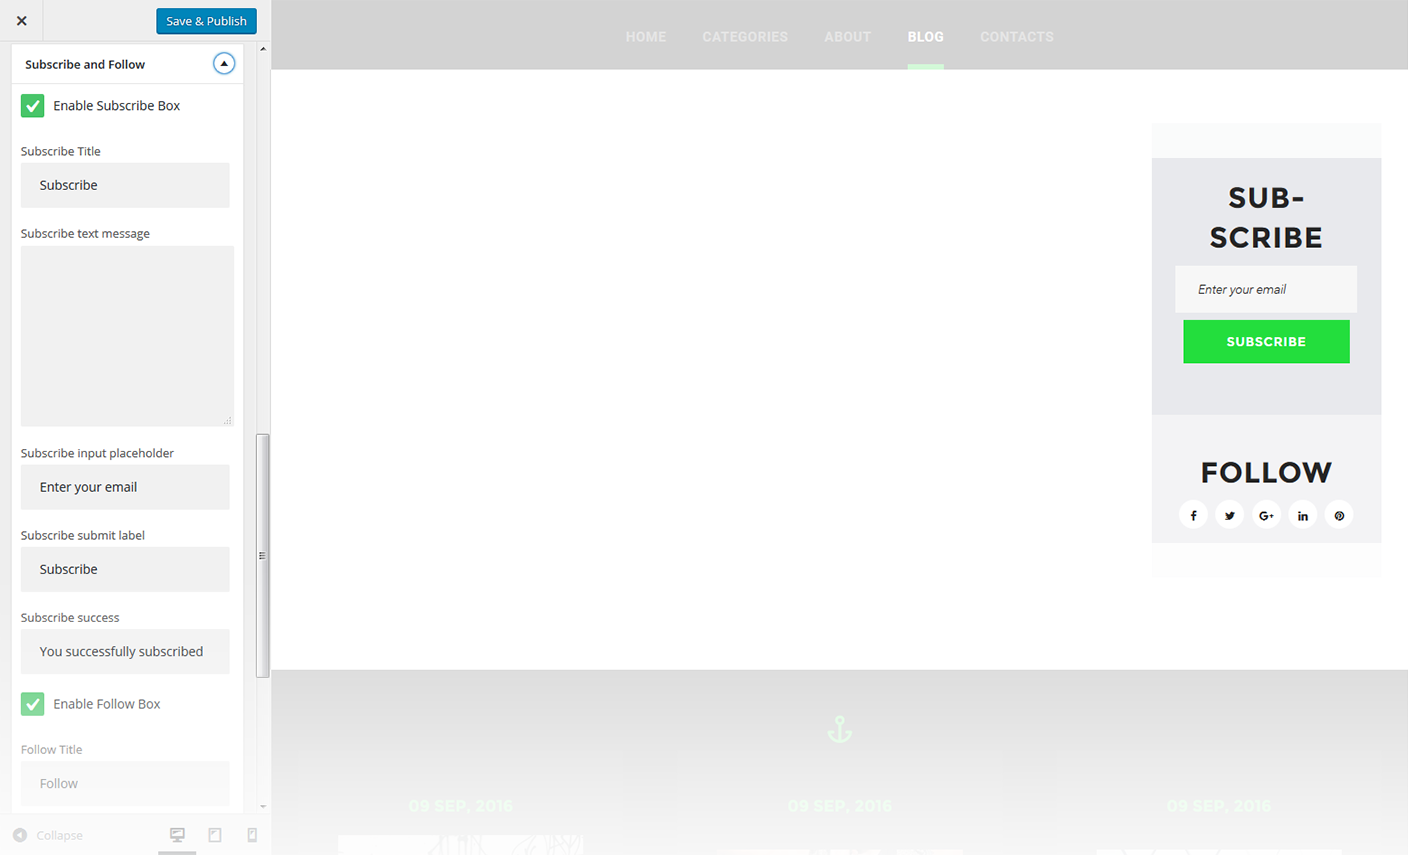 Save & Publish
Subscribe and Follow
Enable Subscribe Box
Subscribe Title
Subscribe
Subscribe text message
Subscribe input placeholder
Enter your email
Subscribe submit label
Subscribe
Subscribe success
You successfully subscribed
Enable Follow Box
Follow Title
Follow
Collapse
HOME CATEGORIES ABOUT BLOG CONTACTS
SUB-
SCRIBE
Enter your email
SUBSCRIBE
FOLLOW
09 SEP, 2016 09 SEP, 2016 09 SEP, 2016